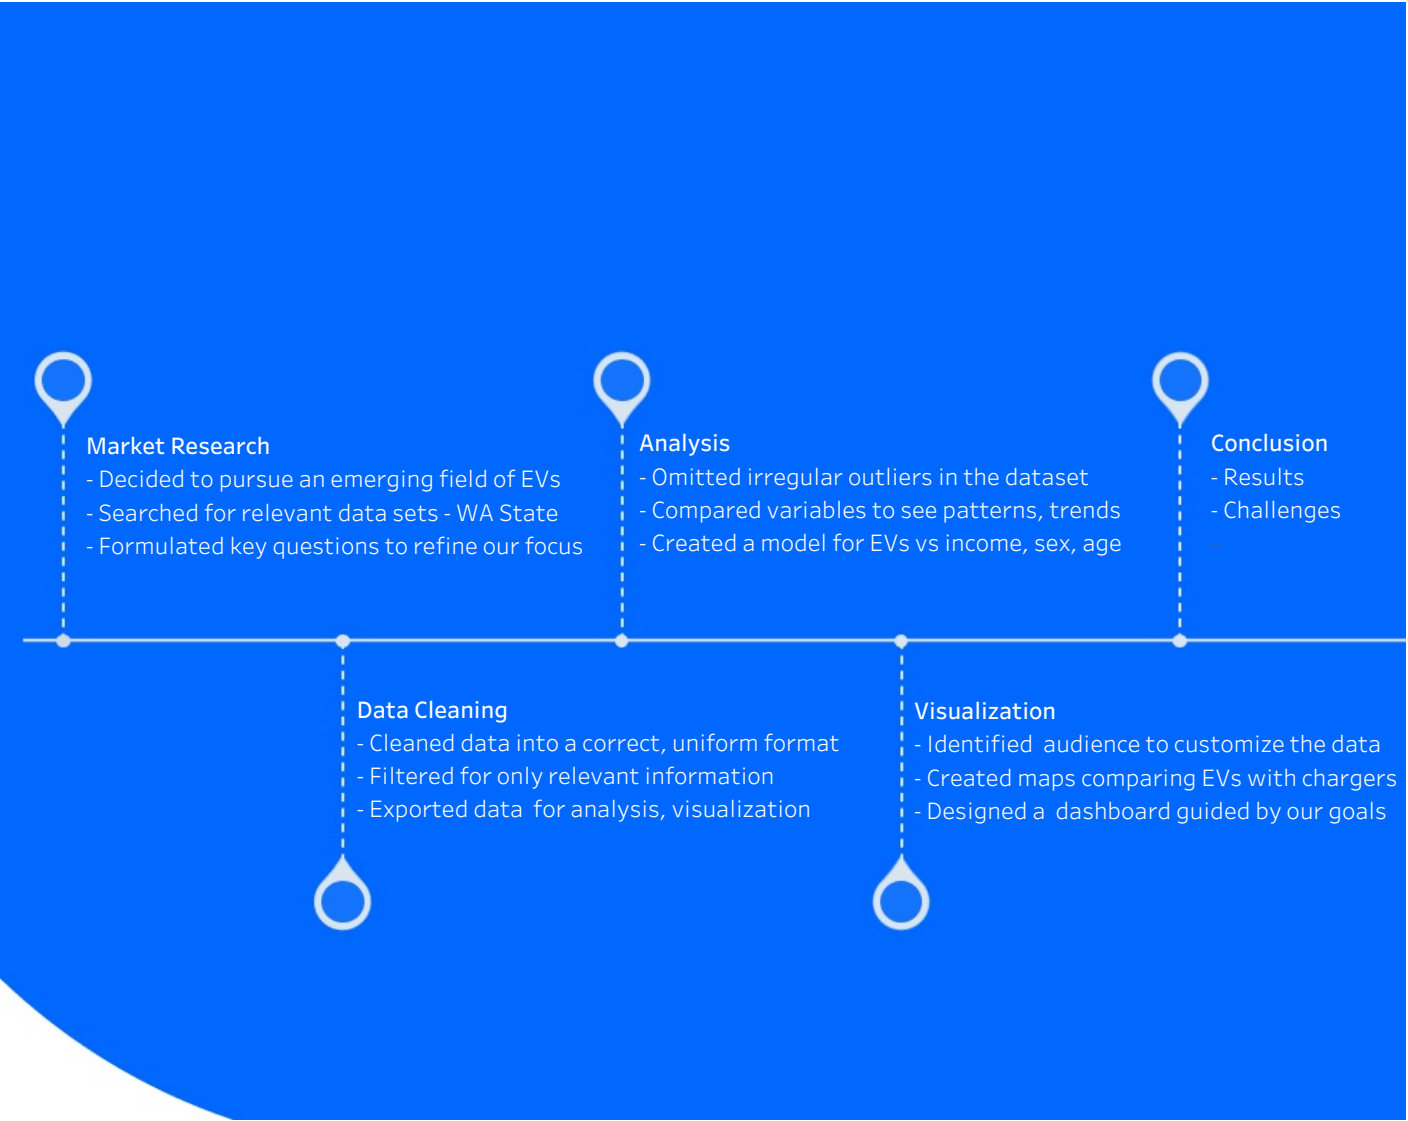 Market Research
- Decided to pursue an emerging field of EVs
- Searched for relevant data sets - WA State
- Formulated key questions to refine our focus
Data Cleaning
- Cleaned data into a correct, uniform format
- Filtered for only relevant information
- Exported data  for analysis, visualization
Analysis
- Omitted irregular outliers in the dataset
- Compared variables to see patterns, trends
- Created a model for EVs vs income, sex, age
Visualization
- Identified  audience to customize the data
- Created maps comparing EVs with chargers
- Designed a  dashboard guided by our goals
Conclusion
- Results
- Challenges